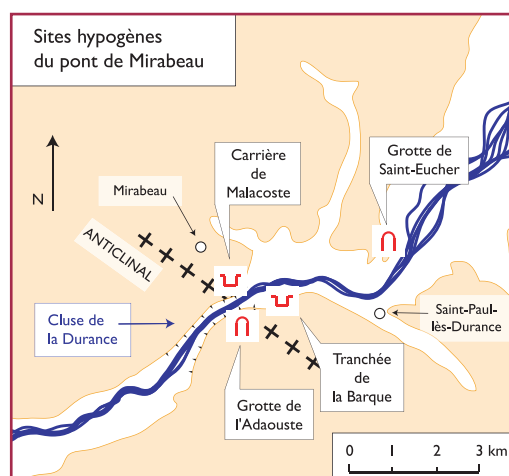 Sites hypogènes
du pont de Mirabeau
N
Carrière
de
Malacoste
Grotte de
Saint-Eucher
Mirabeau
ANTICLINAL
Cluse de
la Durance
Saint-Paul-
lès-Durance
Tranchée
de
la Barque
Grotte de
l'Adaouste
0 1 2 3 km